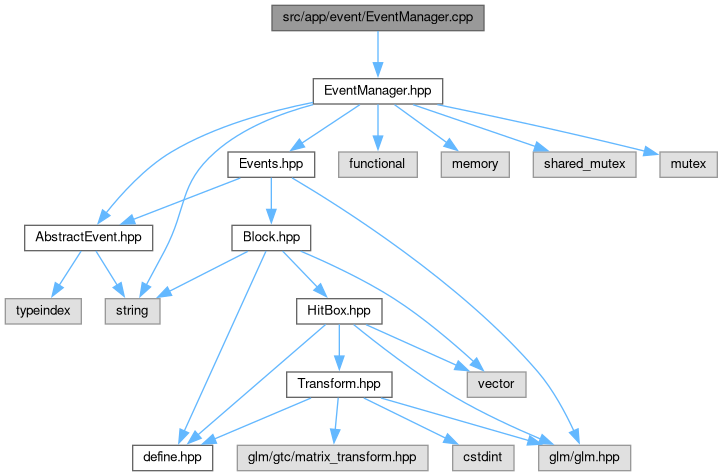 src/app/event/EventManager.cpp
EventManager.hpp
Events.hpp
functional
memory
shared_mutex
mutex
AbstractEvent.hpp
Block.hpp
typeindex
string
HitBox.hpp
Transform.hpp
vector
define.hpp
glm/gtc/matrix_transform.hpp
cstdint
glm/glm.hpp